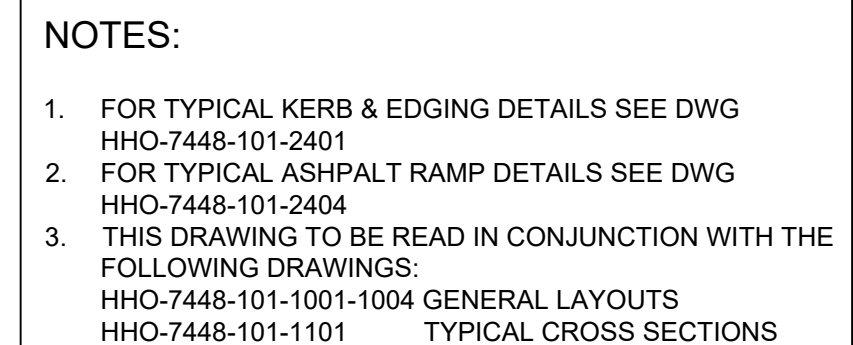 NOTES:
1. FOR TYPICAL KERB & EDGING DETAILS SEE DWG
HHO-7448-101-2401
2. FOR TYPICAL ASHPALT RAMP DETAILS SEE DWG
HHO-7448-101-2404
3. THIS DRAWING TO BE READ IN CONJUNCTION WITH THE
FOLLOWING DRAWINGS:
HHO-7448-101-1001-1004 GENERAL LAYOUTS
HHO-7448-101-1101 TYPICAL CROSS SECTIONS